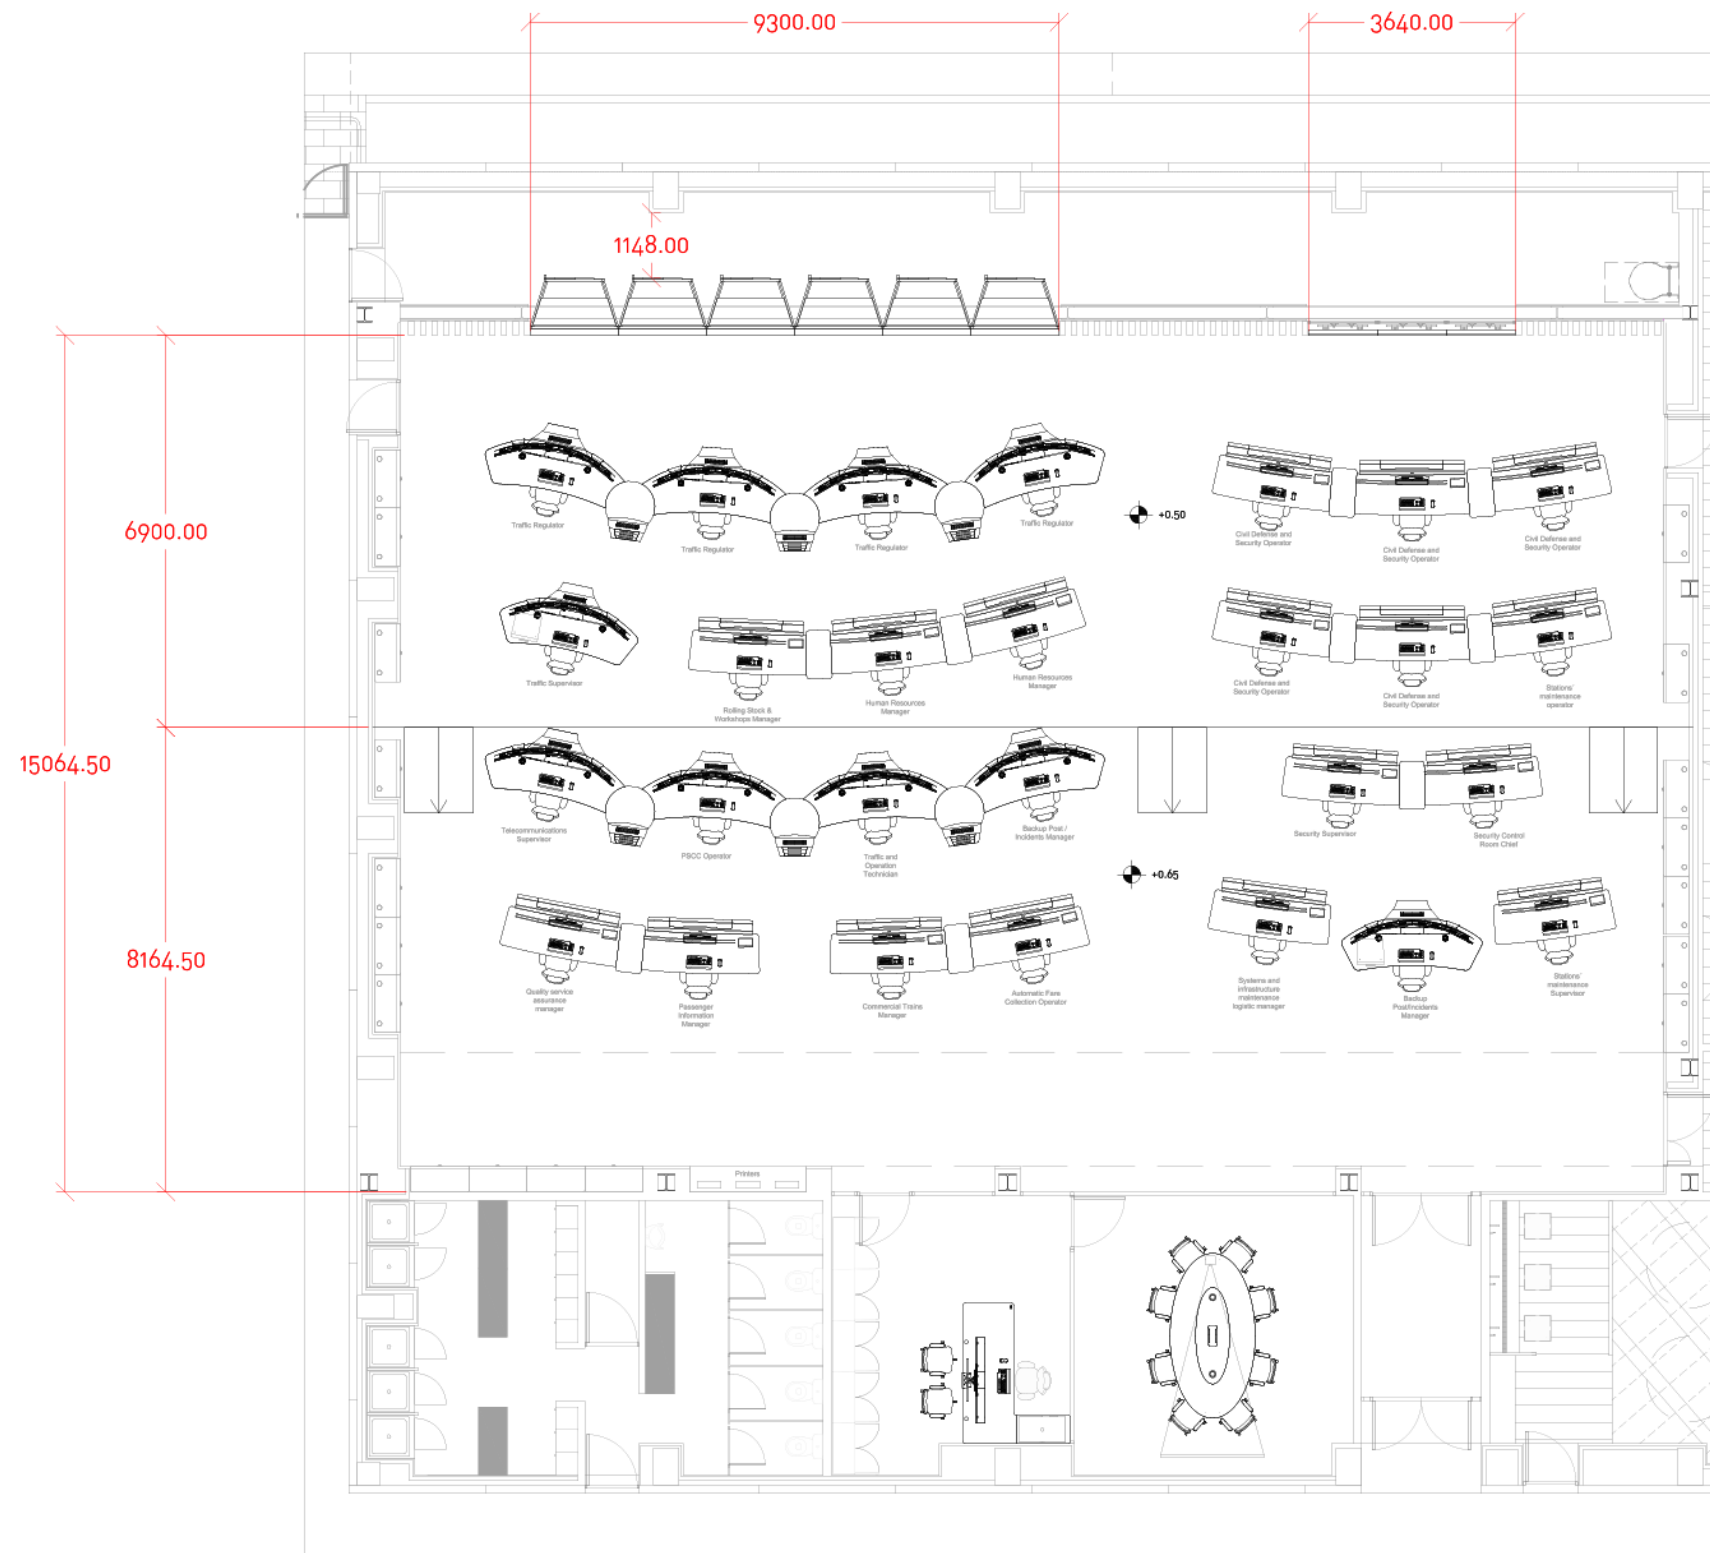 9300.00
3640.00
1148.00
Traffic Regulator
Traffic Regulator
Traffic Regulator
Traffic Regulator
+0.50
Civil Defense and
Security Operator
Civil Defense and
Security Operator
Civil Defense and
Security Operator
6900.00
Traffic Supervisor
Rolling Stock &
Workshops Manager
Human Resources
Manager
Human Resources
Manager
Civil Defense and
Security Operator
Civil Defense and
Security Operator
Stations'
maintenance
operator
15064.50
Telecommunications
Supervisor
PSCC Operator
Traffic and
Operation
Technician
Backup Post /
Incidents Manager
Security Supervisor
Security Control
Room Chief
+0.65
8164.50
Quality service
assurance
manager
Passenger
Information
Manager
Commercial Trains
Manager
Automatic Fare
Collection Operator
Systems and
infrastructure
maintenance
logistic manager
Backup
Post/Incidents
Manager
Stations'
maintenance
Supervisor
Printers